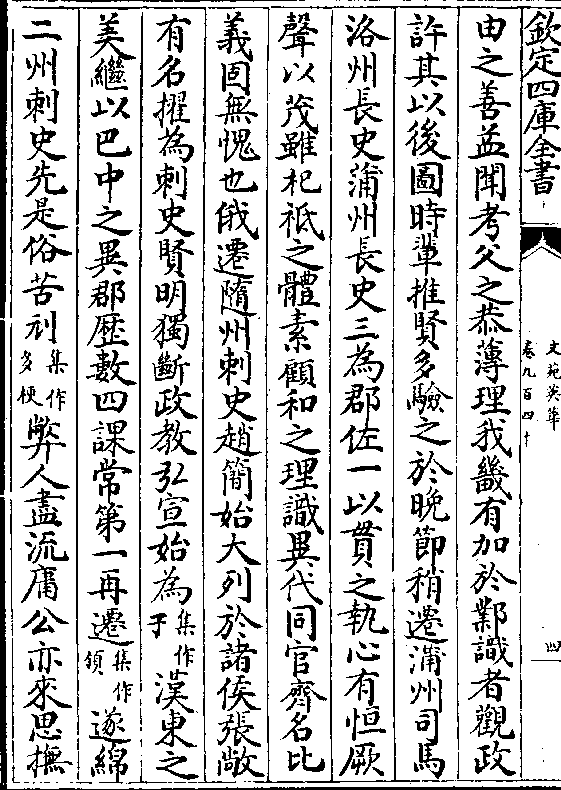 欽定四庫全書
文苑英華
卷九百四十
四
由之善益聞考父之恭薄理我畿有加於鄴識者觀政
許其以後圖時輩推賢多驗之於晚節稍遷蒲州司馬
洛州長史蒲州長史三為郡佐一以貫之執心有恒厥
聲以茂雖杞祗之體素顧和之理識異代同官齊名比
義固無愧也俄遷隨州刺史趙簡始大列於諸侯張敞
有名擢為刺史賢明獨斷政教弘宣始為集作于漢東之
美繼以巴中之異郡歴數四課常第一再遷集作領遂綿
二州刺史先是俗苦刓集作多梗弊人盡流庸公亦來思撫